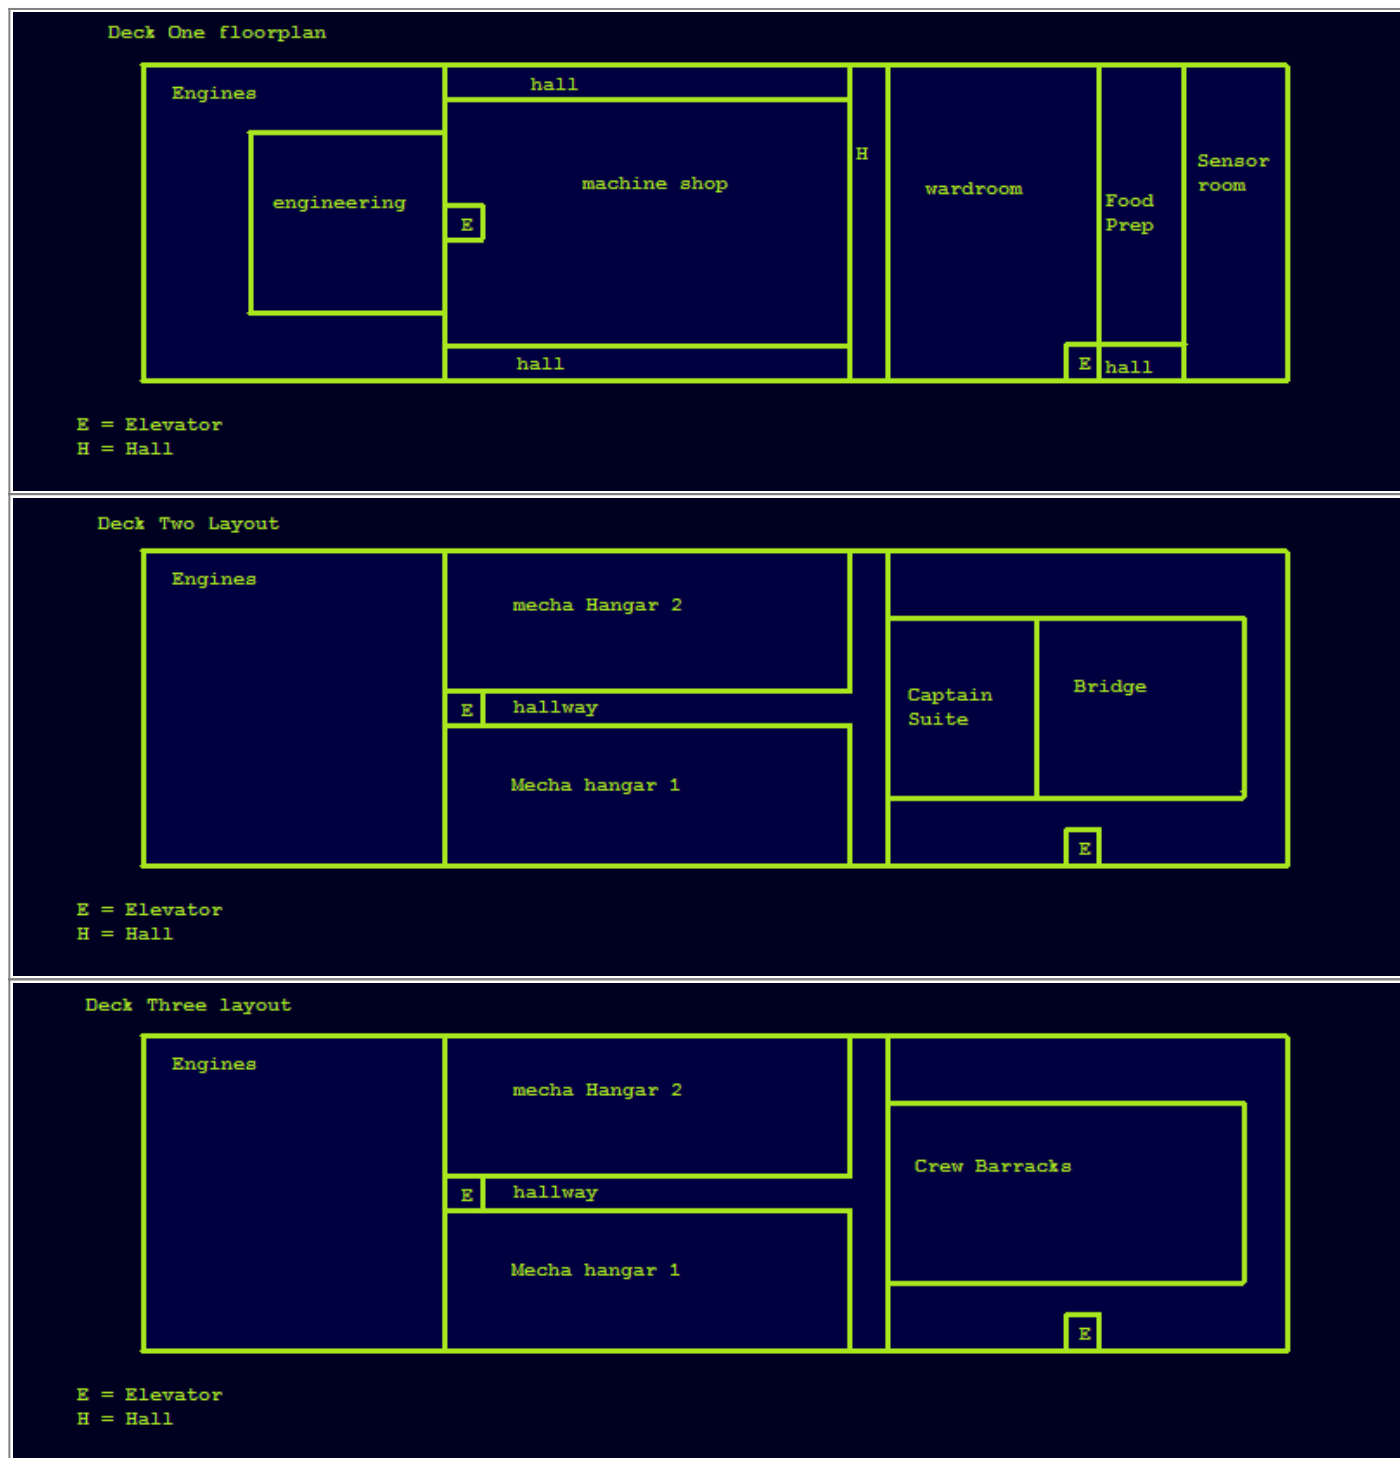 Deck One floorplan
hall
Engines
H
Sensor
room
machine shop
wardroom
engineering
Food
Prep
E
hall
E
hall
E = Elevator
H = Hall
Deck Two Layout
Engines
mecha Hangar 2
Bridge
Captain
Suite
E
hallway
Mecha hangar 1
E
E = Elevator
H = Hall
Deck Three layout
Engines
mecha Hangar 2
Crew Barracks
E
hallway
Mecha hangar 1
E
E = Elevator
H = Hall